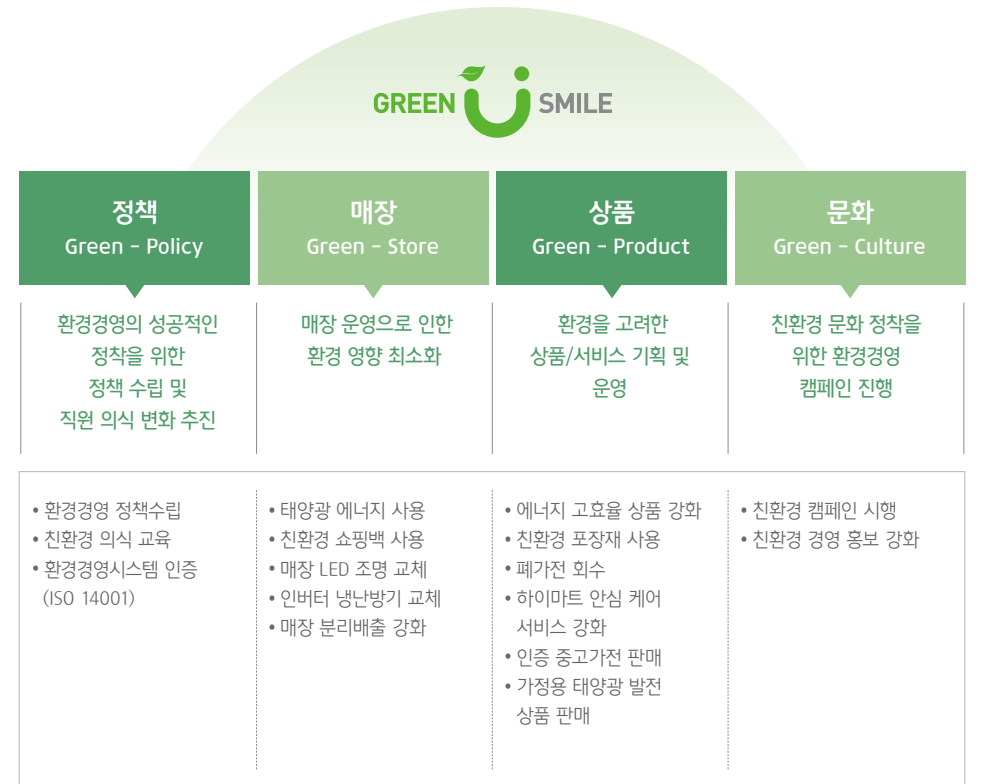 GREEN SMILE
정책
Green - Policy
매장
Green - Store
상품
Green - Product
문화
Green - Culture
환경경영의 성공적인
정착을 위한
정책 수립 및
직원 의식 변화 추진
매장 운영으로 인한
환경 영향 최소화
환경을 고려한
상품/서비스 기획 및
운영
친환경 문화 정착을
위한 환경경영
캠페인 진행
• 환경경영 정책수립
• 친환경 의식 교육
• 환경경영시스템 인증
(ISO 14001)
• 태양광 에너지 사용
• 친환경 쇼핑백 사용
• 매장 LED 조명 교체
• 인버터 냉난방기 교체
• 매장 분리배출 강화
• 에너지 고효율 상품 강화
• 친환경 포장재 사용
• 폐가전 회수
• 하이마트 안심 케어
서비스 강화
• 인증 중고가전 판매
• 가정용 태양광 발전
상품 판매
• 친환경 캠페인 시행
• 친환경 경영 홍보 강화